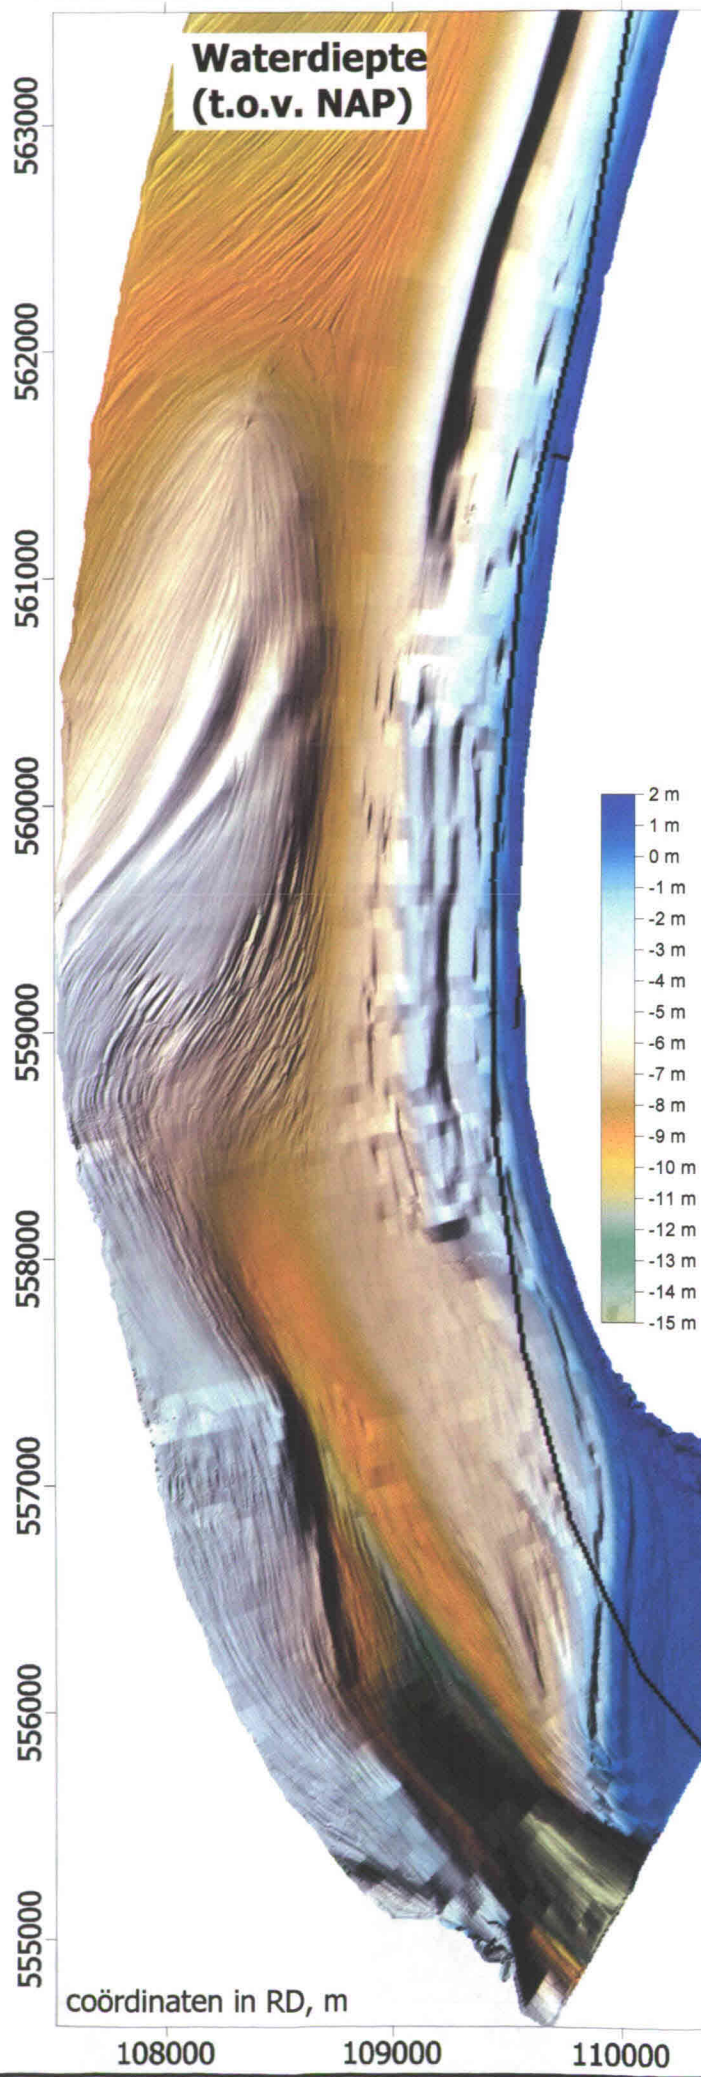 Waterdiepte
(t.o.v. NAP)
563000
562000
561000
560000
559000
558000
557000
556000
555000
2 m
1 m
0 m
-1 m
-2 m
-3 m
-4 m
-5 m
-6 m
-7 m
-8 m
-9 m
-10 m
-11 m
-12 m
-13 m
-14 m
-15 m
coördinaten in RD, m
108000 109000 110000